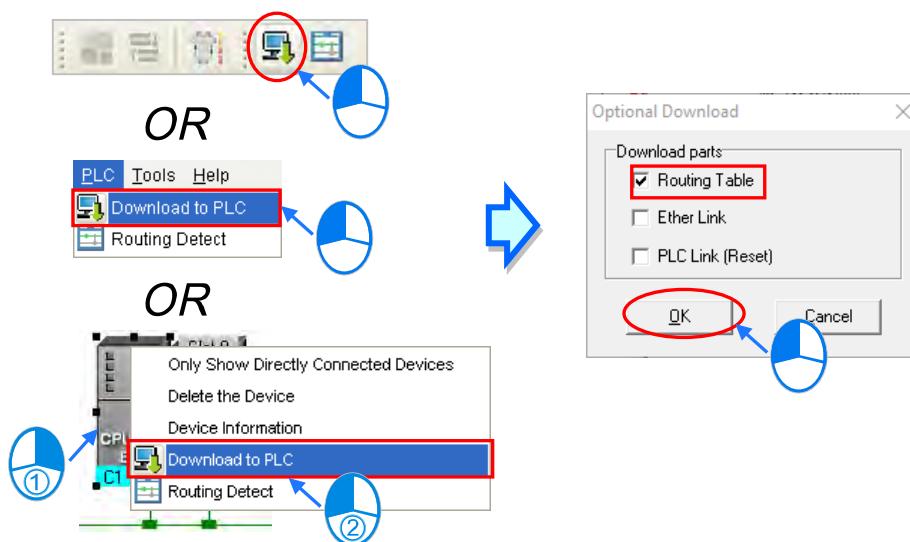 OR
PLC Tools Help
Download to PLC
Routing Detect
OR
Only Show Directly Connected Devices
Delete the Device
Device Information
Download to PLC
Routing Detect
CPU
C1
①
②
Optional Download
Download parts
Routing Table
Ether Link
PLC Link (Reset)
OK
Cancel